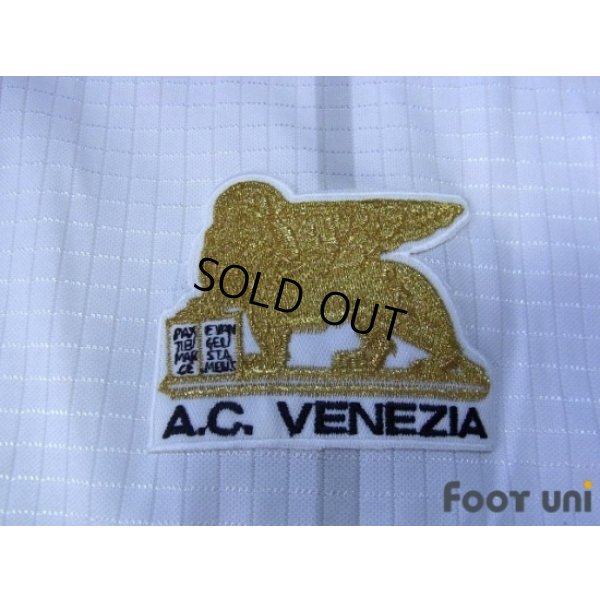 SOLD OUT
PAX EVAN
TIBI GELI
MAR STA
CE MEUS
A.C. VENEZIA
Foot uni